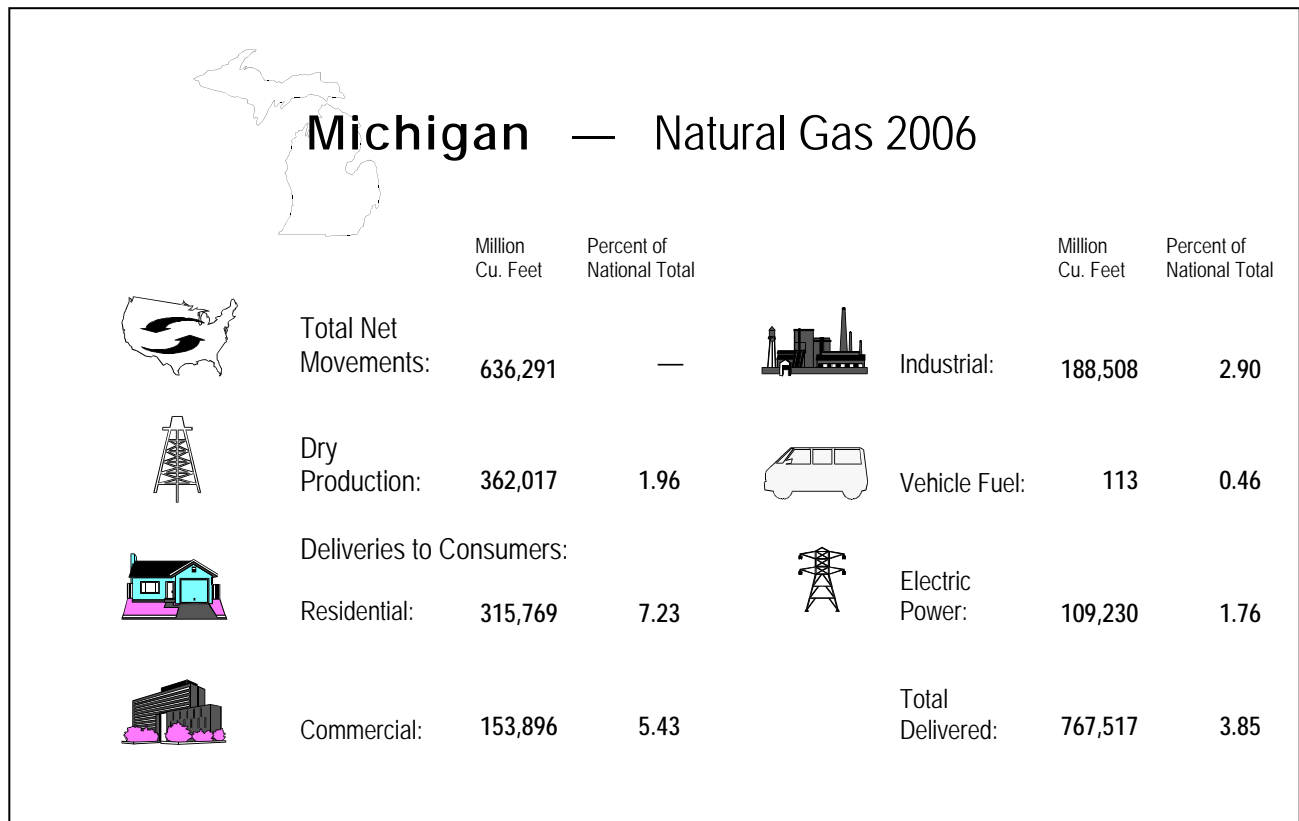 Michigan — Natural Gas 2006
Million
Cu. Feet
Percent of
National Total
Total Net
Movements: 636,291 —
Dry
Production: 362,017 1.96
Deliveries to Consumers:
Residential: 315,769 7.23
Commercial: 153,896 5.43
Million
Cu. Feet
Percent of
National Total
Industrial: 188,508 2.90
Vehicle Fuel: 113 0.46
Electric
Power: 109,230 1.76
Total
Delivered: 767,517 3.85